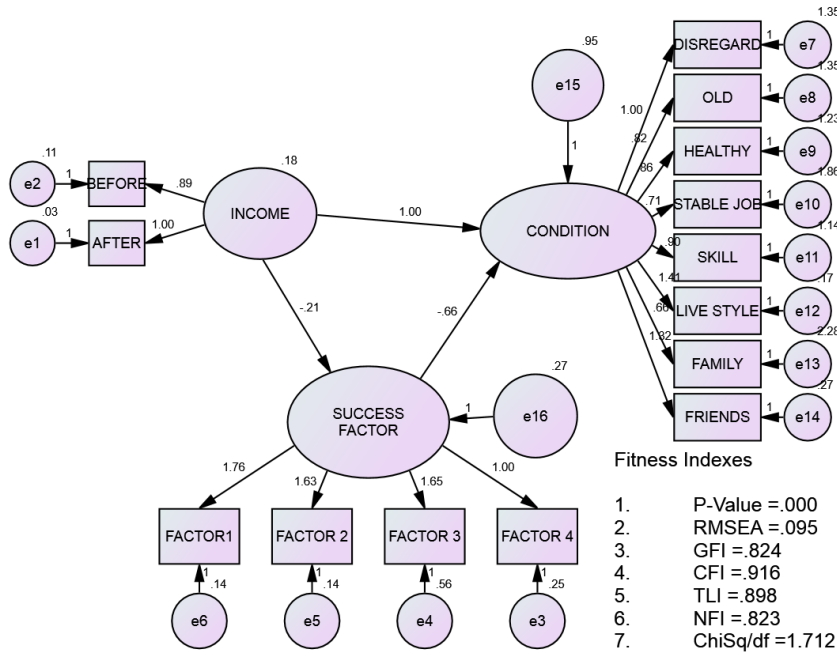 1.35
.95
DISREGARD
1
e7
e15
1.35
1.00
OLD
1
e8
.82
1.23
.11
.18
1
HEALTHY
1
e9
.86
1.86
e2
1
BEFORE
.89
STABLE JOB
1
e10
.71
.03
INCOME
1.00
1.14
e1
1
AFTER
1.00
CONDITION
.90
SKILL
1
e11
1.41
.17
.66
LIVE STYLE
1
e12
-.21
-.66
1.32
2.28
FAMILY
1
e13
.27
.27
SUCCESS
FACTOR
1
e16
FRIENDS
1
e14
Fitness Indexes
1.76
1.63
1.65
1.00
1. P-Value =.000
2. RMSEA =.095
3. GFI =.824
4. CFI =.916
5. TLI =.898
6. NFI =.823
7. ChiSq/df =1.712
FACTOR1
FACTOR 2
FACTOR 3
FACTOR 4
1
.14
1
.14
1
.56
1
.25
e6
e5
e4
e3